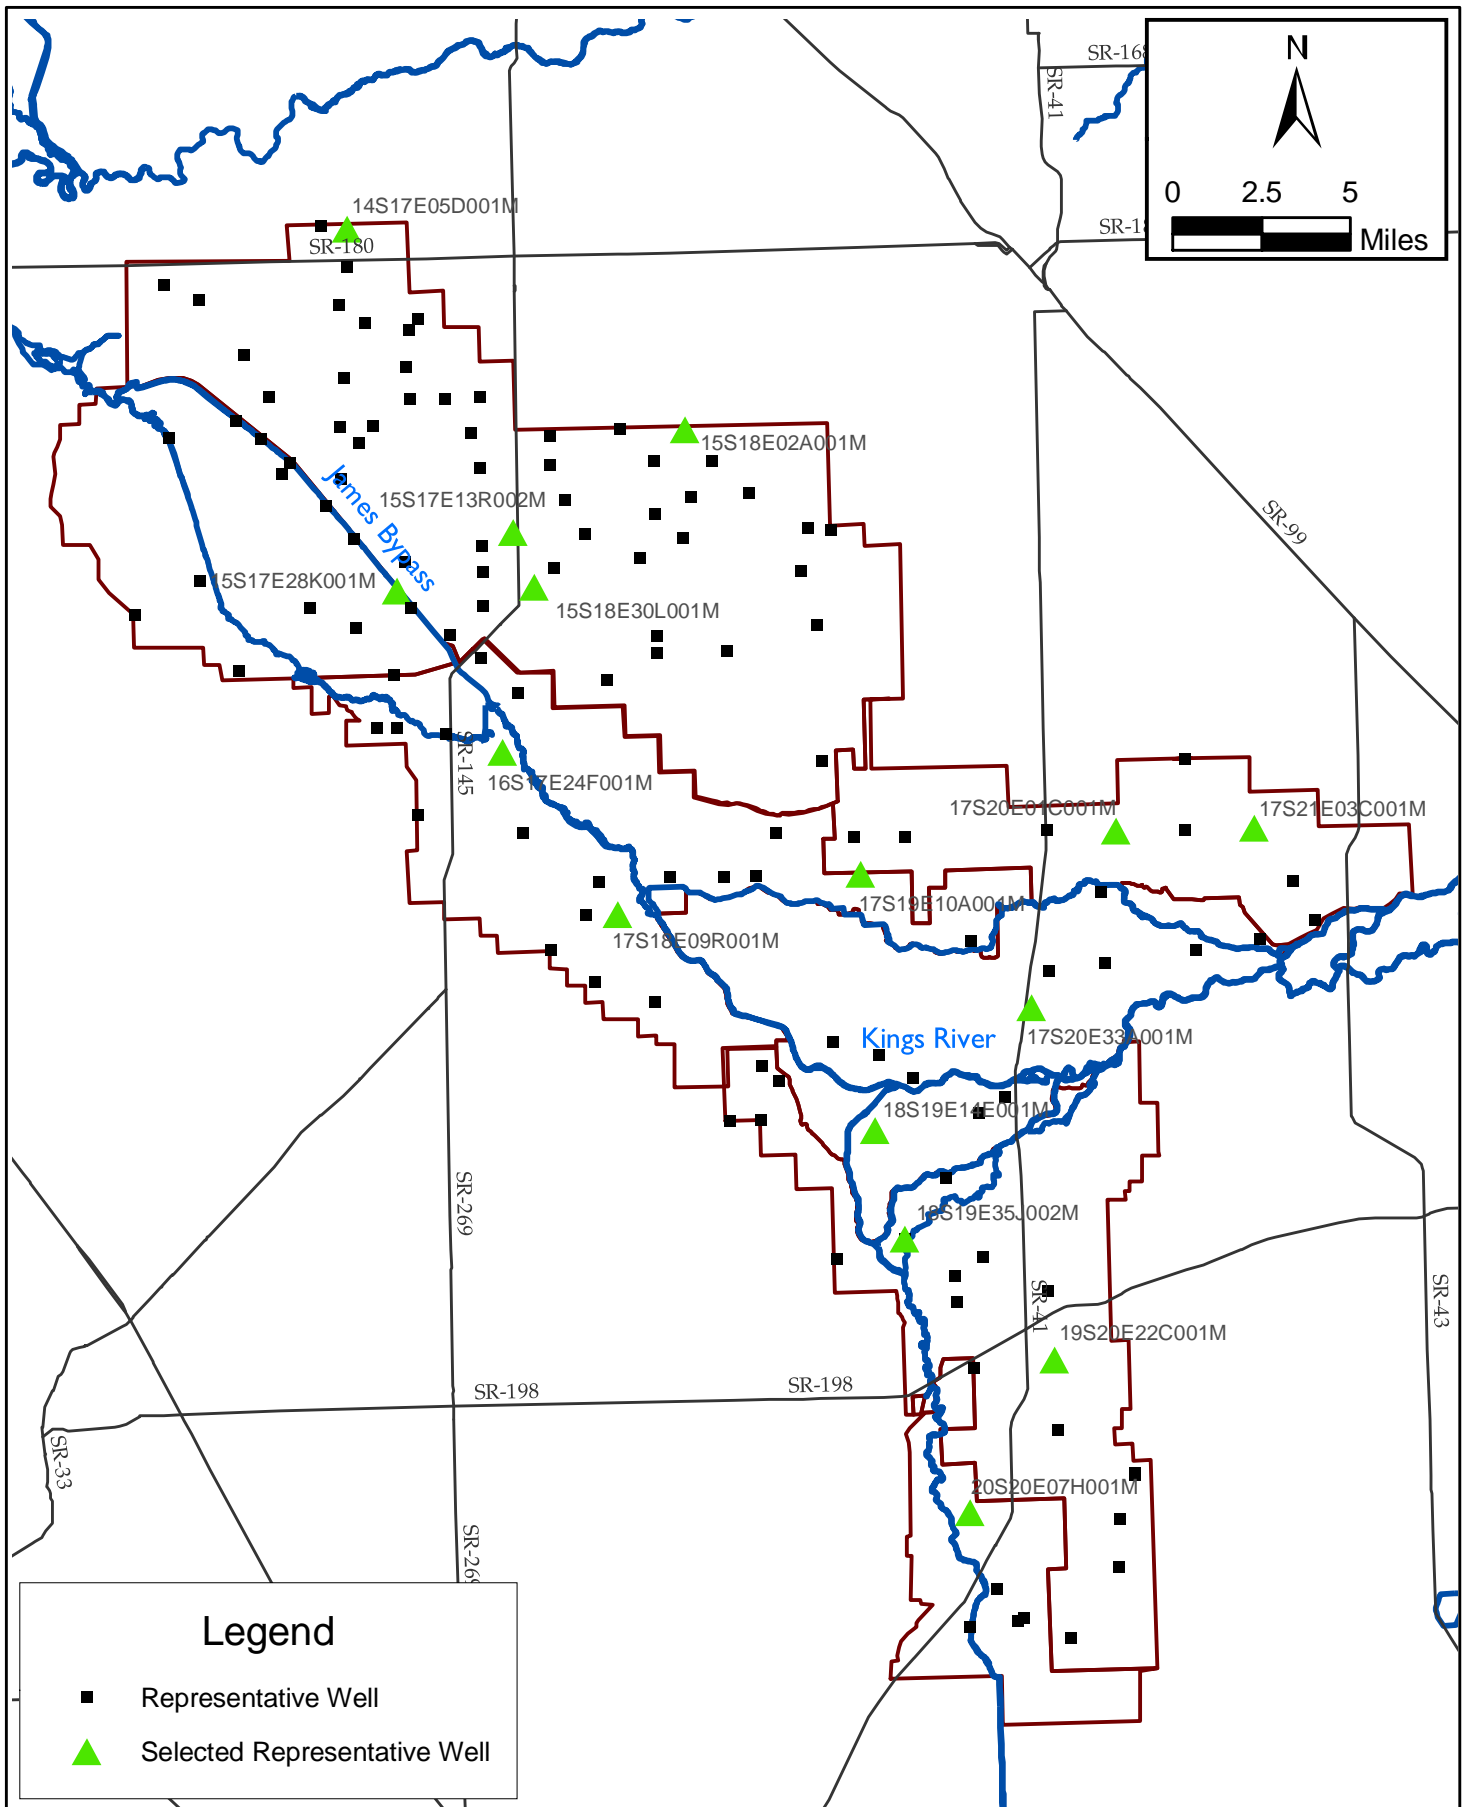 SR-168
N
SR-41
0 2.5 5
Miles
14S17E05D001M
SR-180
SR-18
15S18E02A001M
James Bypass
15S17E13R002M
SR-99
15S17E28K001M
15S18E30L001M
SR-145
16S17E24F001M
17S20E01C001M
17S21E03C001M
17S19E10A001M
17S18E09R001M
Kings River
17S20E33A001M
18S19E14E001M
SR-269
18S19E35J002M
SR-41
SR-43
19S20E22C001M
SR-198
SR-198
SR-33
20S20E07H001M
SR-269
Legend
Representative Well
Selected Representative Well